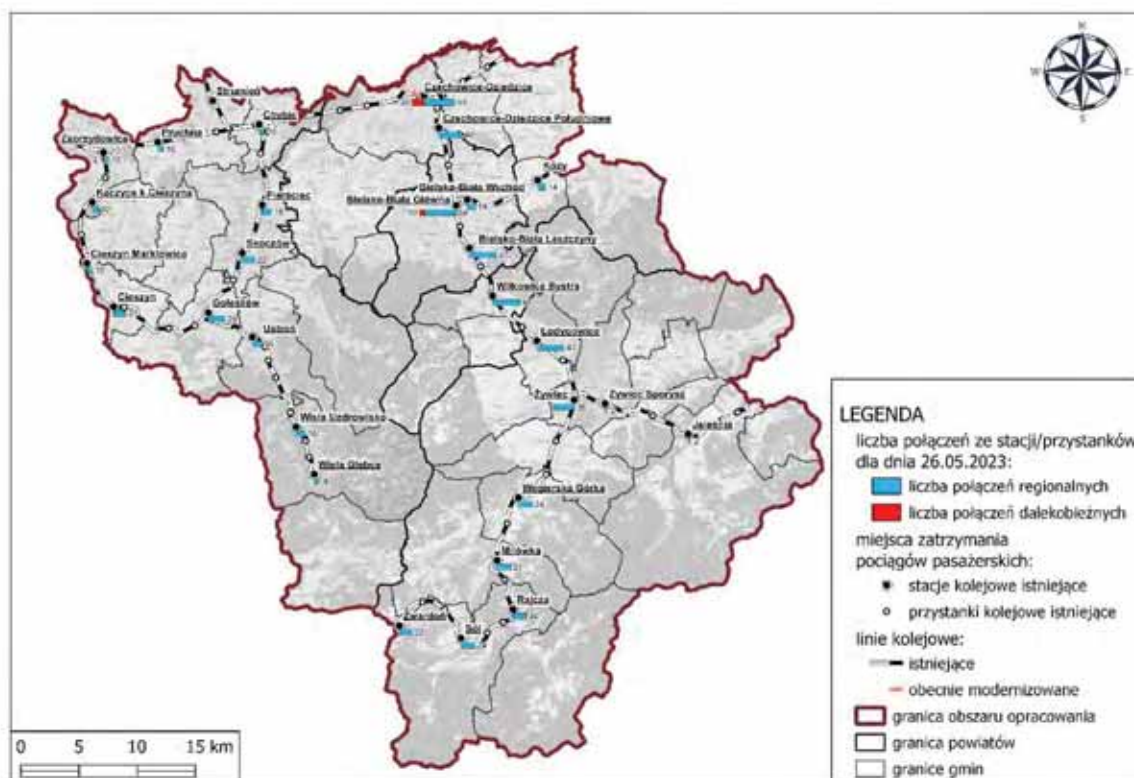 N
W
E
S
Strumień
Chybie
Czechowice-Dziedzice
Czechowice-Dziedzice Południowe
Zebrzydowice
Pruchna
Kozy
Bielsko-Biała Wschód
Bielsko-Biała Główna
Kaczyce k.Cieszyna
Pierściec
Bielsko-Biała Leszczyny
Skoczów
Cieszyn Marklowice
Wilkowice Bystra
Cieszyn
Goleszów
Ustroń
Łodygowice
Żywiec
Żywiec Sporysz
Jeleśnia
Wisła Uzdrowisko
Wisła Głębce
Węgierska Górka
Milówka
Rajcza
Zwardoń
Sól
LEGENDA
liczba połączeń ze stacji/przystanków
dla dnia 26.05.2023:
liczba połączeń regionalnych
liczba połączeń dalekobieżnych
miejsca zatrzymania
pociągów pasażerskich:
stacje kolejowe istniejące
przystanki kolejowe istniejące
linie kolejowe:
istniejące
obecnie modernizowane
granica obszaru opracowania
granica powiatów
granice gmin
0 5 10 15 km